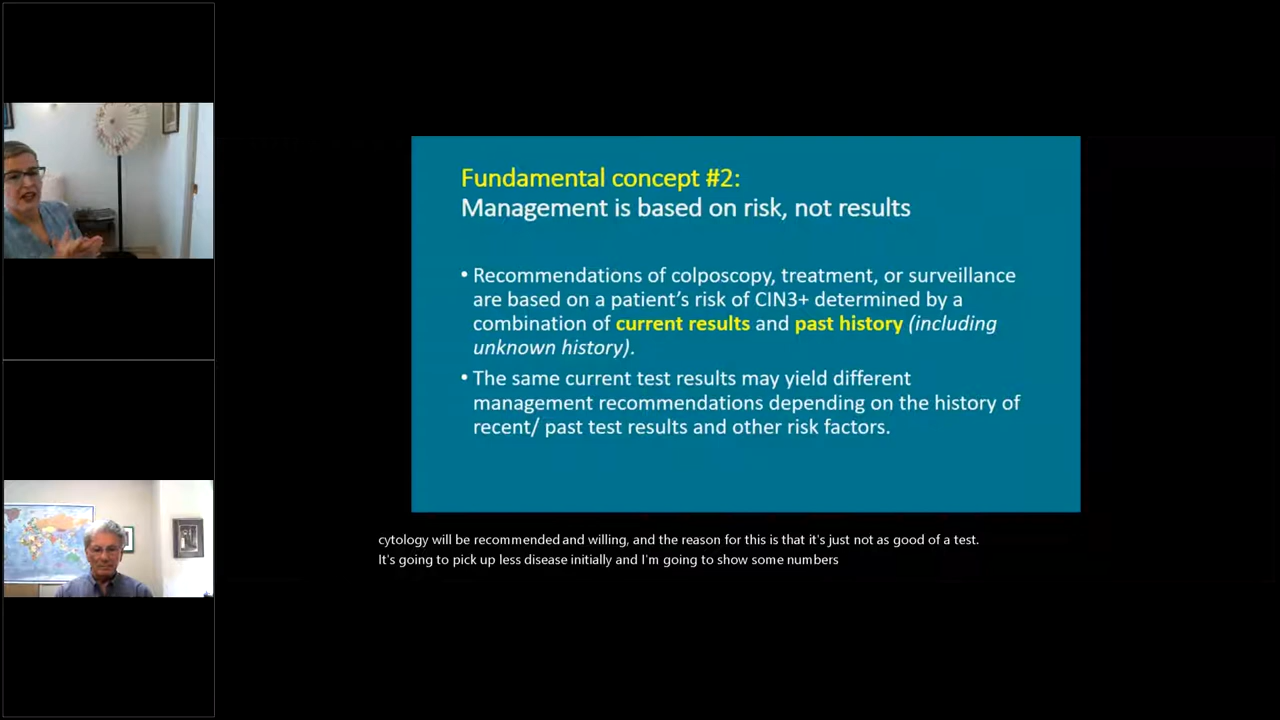 Fundamental concept #2:
Management is based on risk, not results
• Recommendations of colposcopy, treatment, or surveillance
are based on a patient's risk of CIN3+ determined by a
combination of current results and past history (including
unknown history).
• The same current test results may yield different
management recommendations depending on the history of
recent/ past test results and other risk factors.
cytology will be recommended and willing, and the reason for this is that it's just not as good of a test.
It's going to pick up less disease initially and I'm going to show some numbers